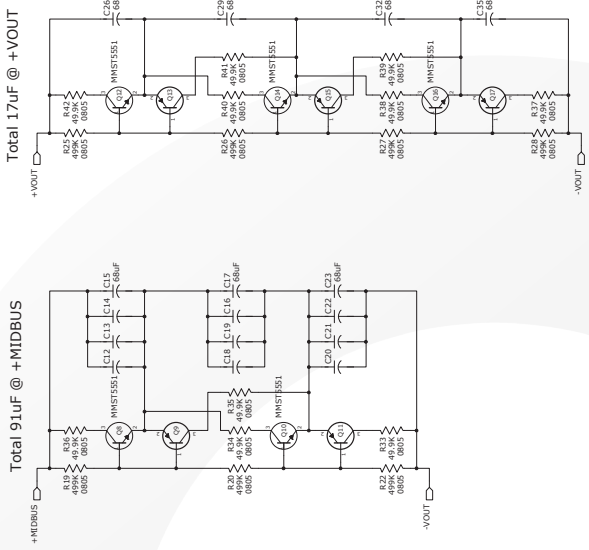 Total 17uF @ +VOUT
C26
68
C29
68
C32
68
C35
68
MMST5551
MMST5551
MMST5551
R41
49.9K
0805
R39
49.9K
0805
R42
49.9K
0805
Q12
Q13
R40
49.9K
0805
Q14
Q15
R38
49.9K
0805
Q16
Q17
R37
49.9K
0805
R25
499K
0805
R26
499K
0805
R27
499K
0805
R28
499K
0805
+VOUT
-VOUT
Total 91uF @ +MIDBUS
C15
68uF
C14
C13
C12
C17
68uF
C16
C19
C18
C23
68uF
C22
C21
C20
MMST5551
MMST5551
R35
49.9K
0805
R36
49.9K
0805
Q8
Q9
R34
49.9K
0805
Q10
Q11
R33
49.9K
0805
R19
499K
0805
R20
499K
0805
R22
499K
0805
+MIDBUS
-VOUT